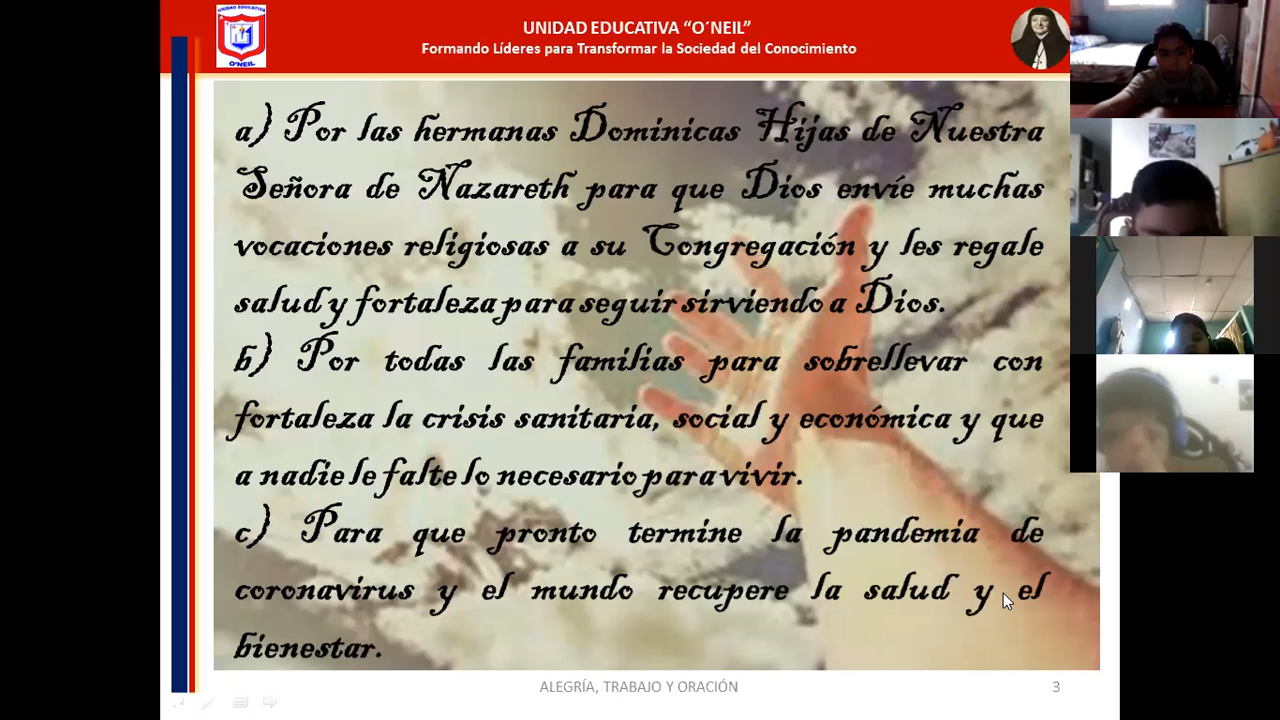 UNIDAD EDUCATIVA
O'NEIL
UNIDAD EDUCATIVA “O´NEIL”
Formando Líderes para Transformar la Sociedad del Conocimiento
a) Por las hermanas Dominicas Hijas de Nuestra
Señora de Nazareth para que Dios envíe muchas
vocaciones religiosas a su Congregación y les regale
salud y fortaleza para seguir sirviendo a Dios.
b) Por todas las familias para sobrellevar con
fortaleza la crisis sanitaria, social y económica y que
a nadie le falte lo necesario para vivir.
c) Para que pronto termine la pandemia de
coronavirus y el mundo recupere la salud y el
bienestar.
ALEGRÍA, TRABAJO Y ORACIÓN
3